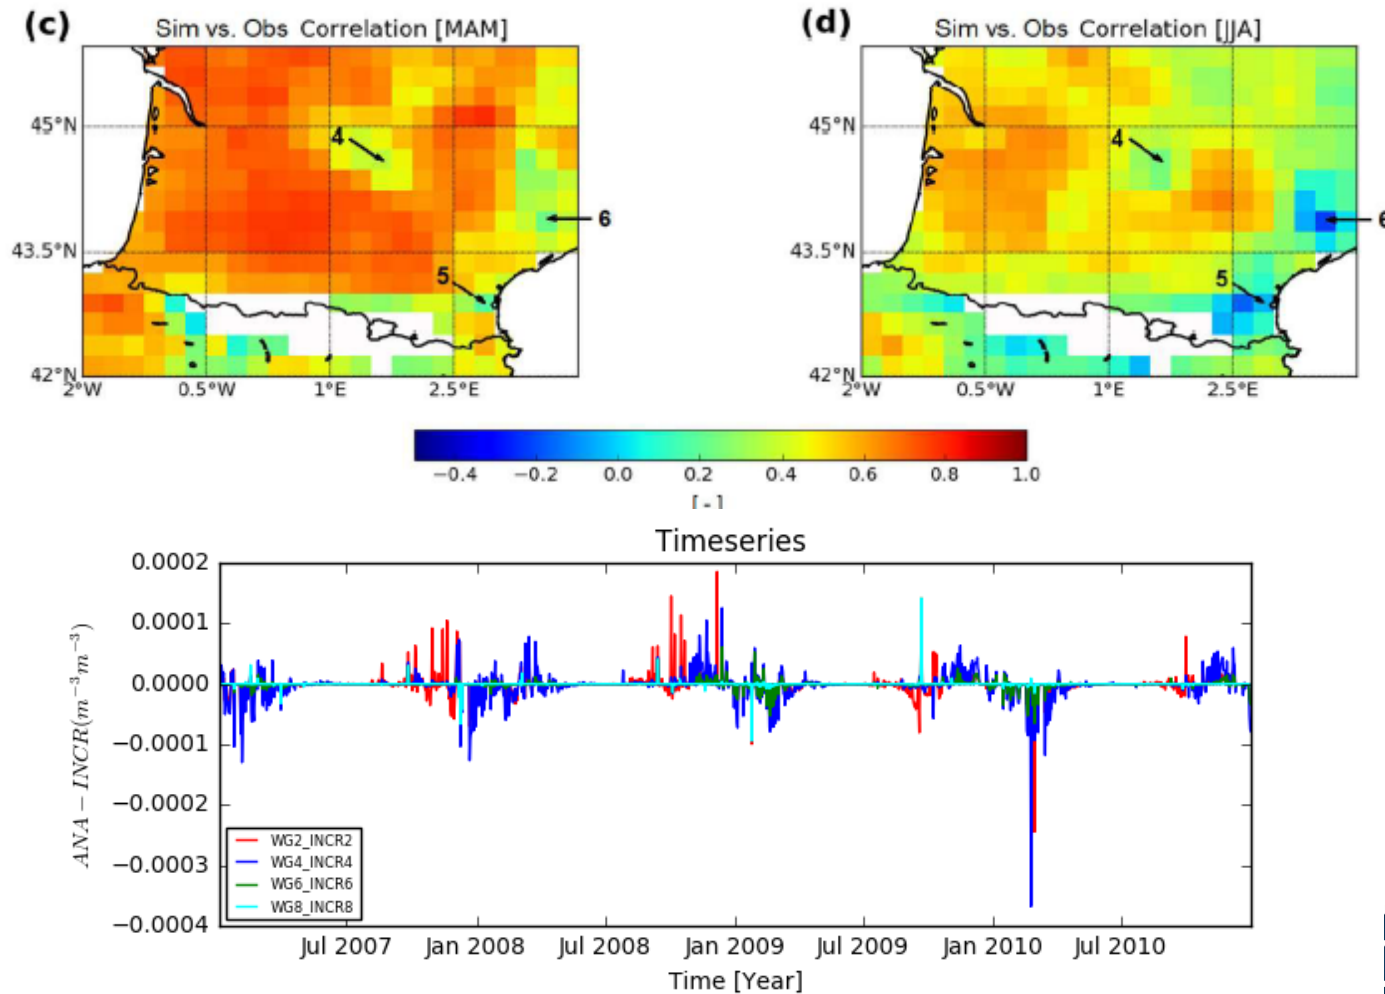 (c) Sim vs. Obs Correlation [MAM]
45°N
43.5°N
42°N
2°W 0.5°W 1°E 2.5°E
4
5
6
(d) Sim vs. Obs Correlation [JJA]
45°N
43.5°N
42°N
2°W 0.5°W 1°E 2.5°E
4
5
6
−0.4 −0.2 0.0 0.2 0.4 0.6 0.8 1.0
[-]
Timeseries
0.0002
0.0001
0.0000
−0.0001
−0.0002
−0.0003
−0.0004
ANA − INCR(m⁻³m⁻³)
WG2_INCR2
WG4_INCR4
WG6_INCR6
WG8_INCR8
Jul 2007 Jan 2008 Jul 2008 Jan 2009 Jul 2009 Jan 2010 Jul 2010
Time [Year]